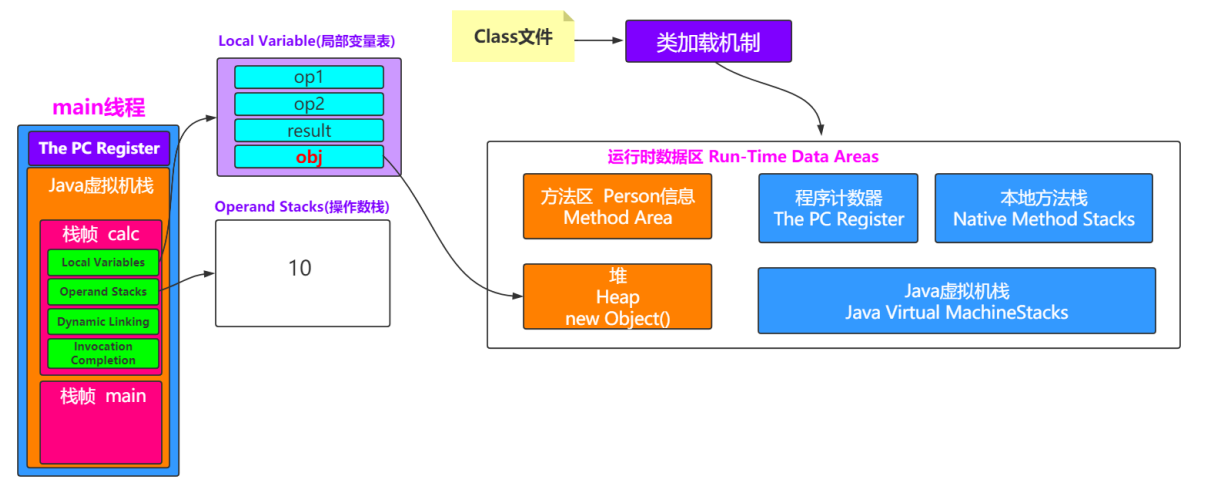 Class文件
类加载机制
Local Variable(局部变量表)
op1
op2
result
obj
main线程
The PC Register
Java虚拟机栈
栈帧 calc
Local Variables
Operand Stacks
Dynamic Linking
Invocation
Completion
栈帧 main
Operand Stacks(操作数栈)
10
运行时数据区 Run-Time Data Areas
方法区 Person信息
Method Area
程序计数器
The PC Register
本地方法栈
Native Method Stacks
堆
Heap
new Object()
Java虚拟机栈
Java Virtual MachineStacks